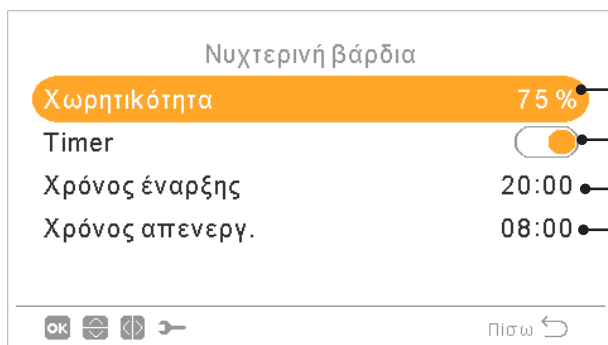 Νυχτερινή βάρδια
Χωρητικότητα 75 %
Timer
Χρόνος έναρξης 20:00
Χρόνος απενεργ. 08:00
OK Πίσω